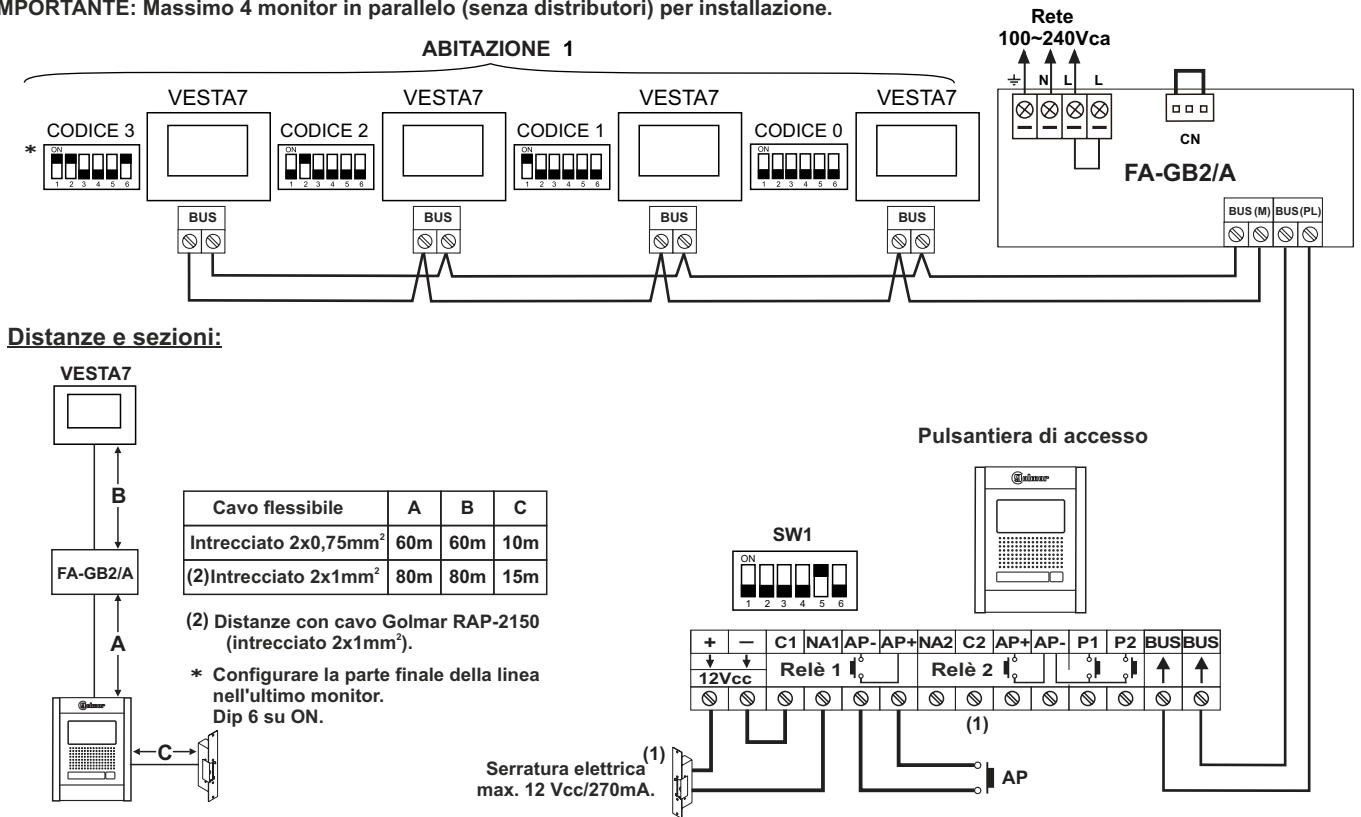 MPORTANTE: Massimo 4 monitor in parallelo (senza distributori) per installazione.
ABITAZIONE 1
Rete
100~240Vca
N L L
CN
FA-GB2/A
BUS (M) BUS (PL)
VESTA7 VESTA7 VESTA7 VESTA7
* CODICE 3 CODICE 2 CODICE 1 CODICE 0
ON ON ON ON
1 2 3 4 5 6 1 2 3 4 5 6 1 2 3 4 5 6 1 2 3 4 5 6
BUS BUS BUS BUS
Distanze e sezioni:
VESTA7
B
FA-GB2/A
A
Golmar
C
Cavo flessibile A B C
Intrecciato 2x0,75mm² 60m 60m 10m
(2)Intrecciato 2x1mm² 80m 80m 15m
(2) Distanze con cavo Golmar RAP-2150
(intrecciato 2x1mm²).
* Configurare la parte finale della linea
nell'ultimo monitor.
Dip 6 su ON.
Pulsantiera di accesso
Golmar
SW1
ON
1 2 3 4 5 6
+ — C1 NA1 AP- AP+ NA2 C2 AP+ AP- P1 P2 BUS BUS
12Vcc Relè 1 Relè 2
(1)
(1)
Serratura elettrica
max. 12 Vcc/270mA.
AP